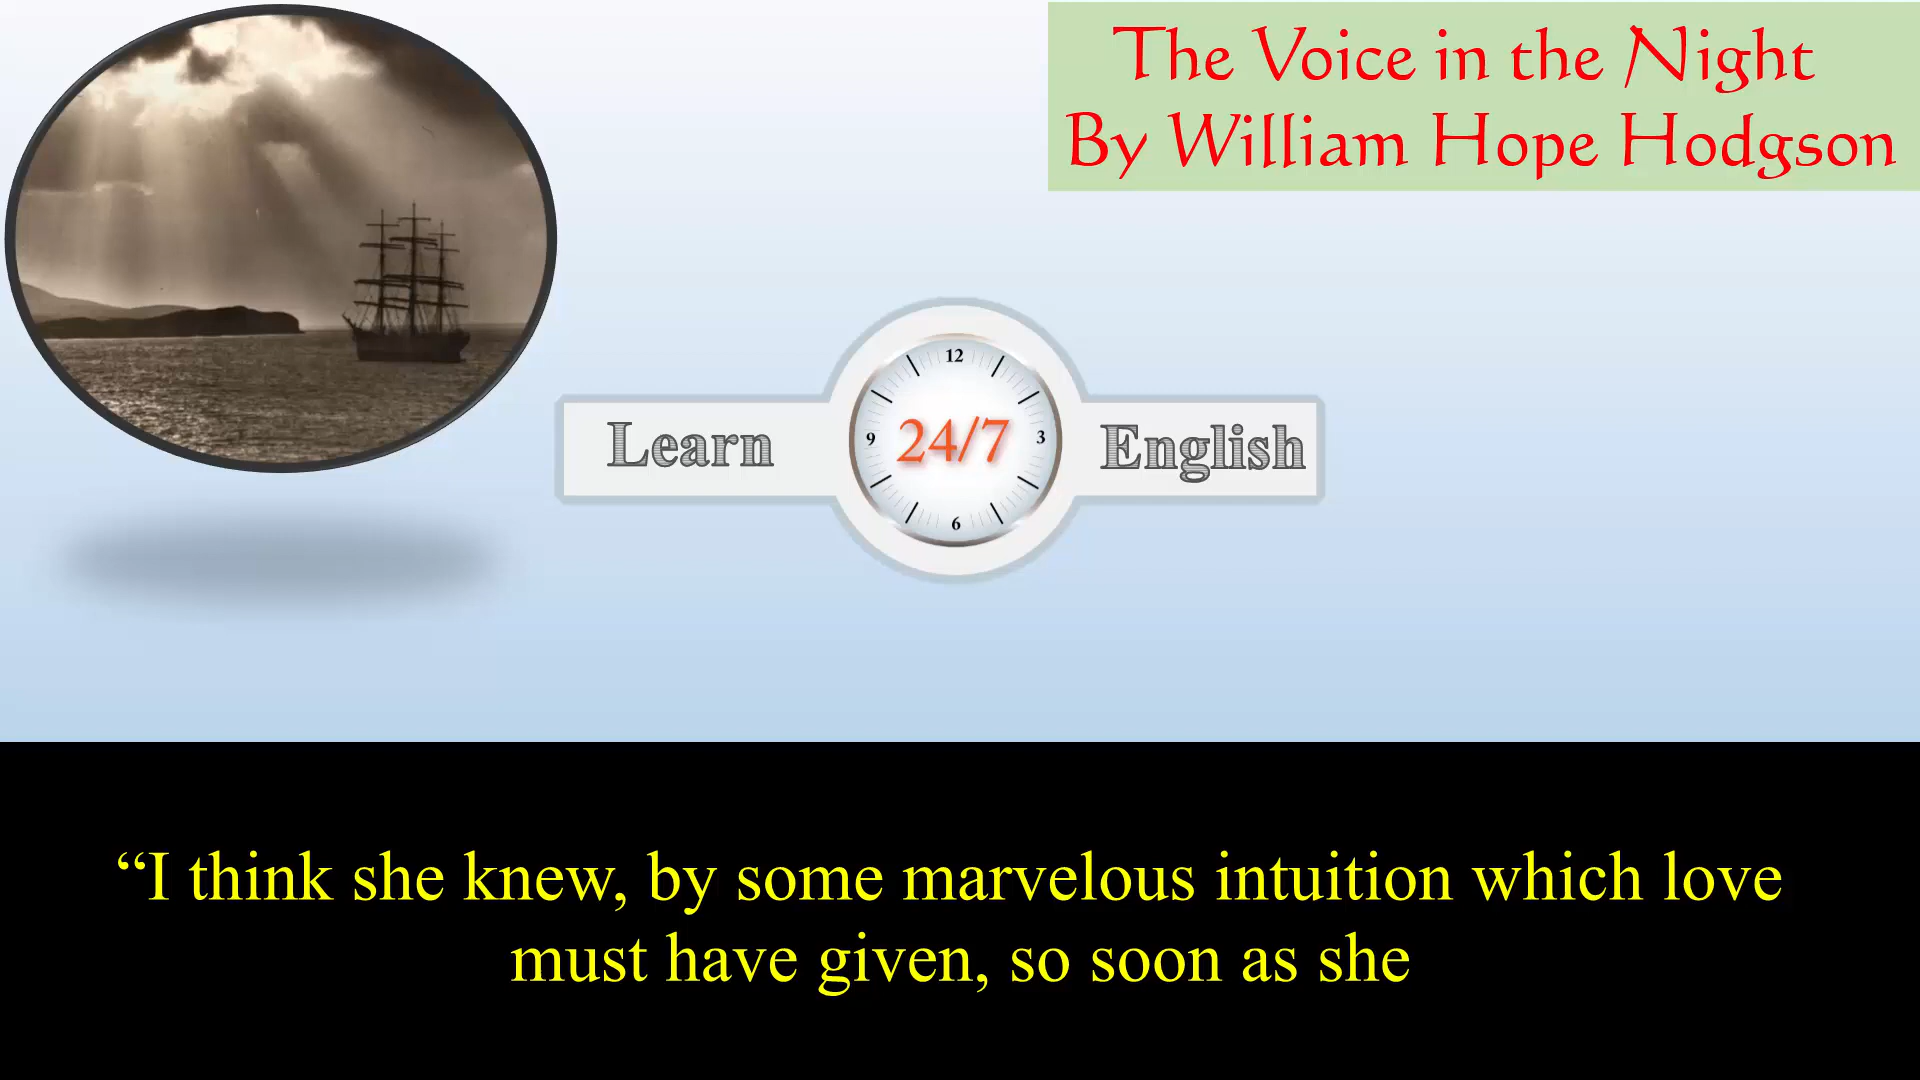 The Voice in the Night
By William Hope Hodgson
12
Learn 9 24/7 3 English
6
“I think she knew, by some marvelous intuition which love
must have given, so soon as she